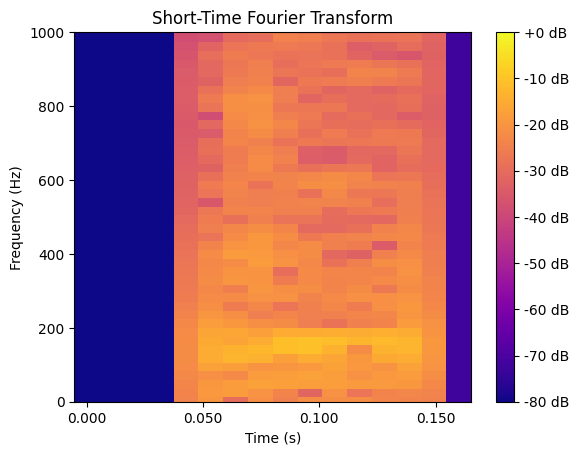 Short-Time Fourier Transform
1000
800
600
400
200
0
Frequency (Hz)
0.000
0.050
0.100
0.150
Time (s)
+0 dB
-10 dB
-20 dB
-30 dB
-40 dB
-50 dB
-60 dB
-70 dB
-80 dB